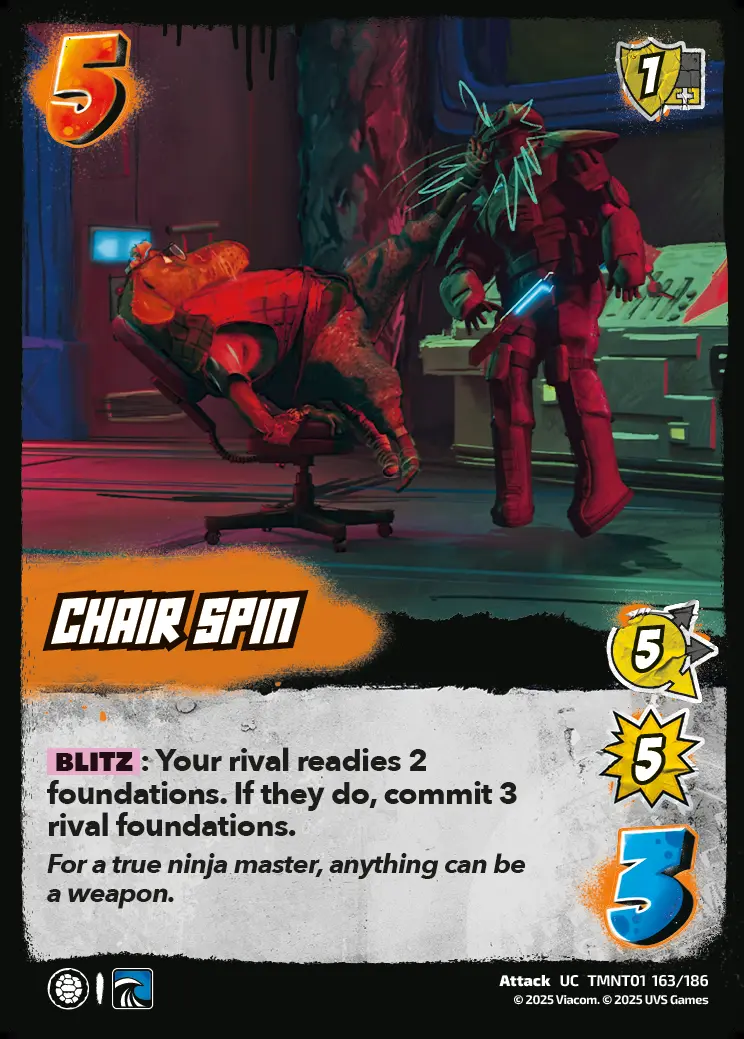 5
1
CHAIR SPIN
5
5
BLITZ : Your rival readies 2
foundations. If they do, commit 3
rival foundations.
For a true ninja master, anything can be
a weapon.
3
Attack UC TMNT01 163/186
© 2025 Viacom. © 2025 UVS Games